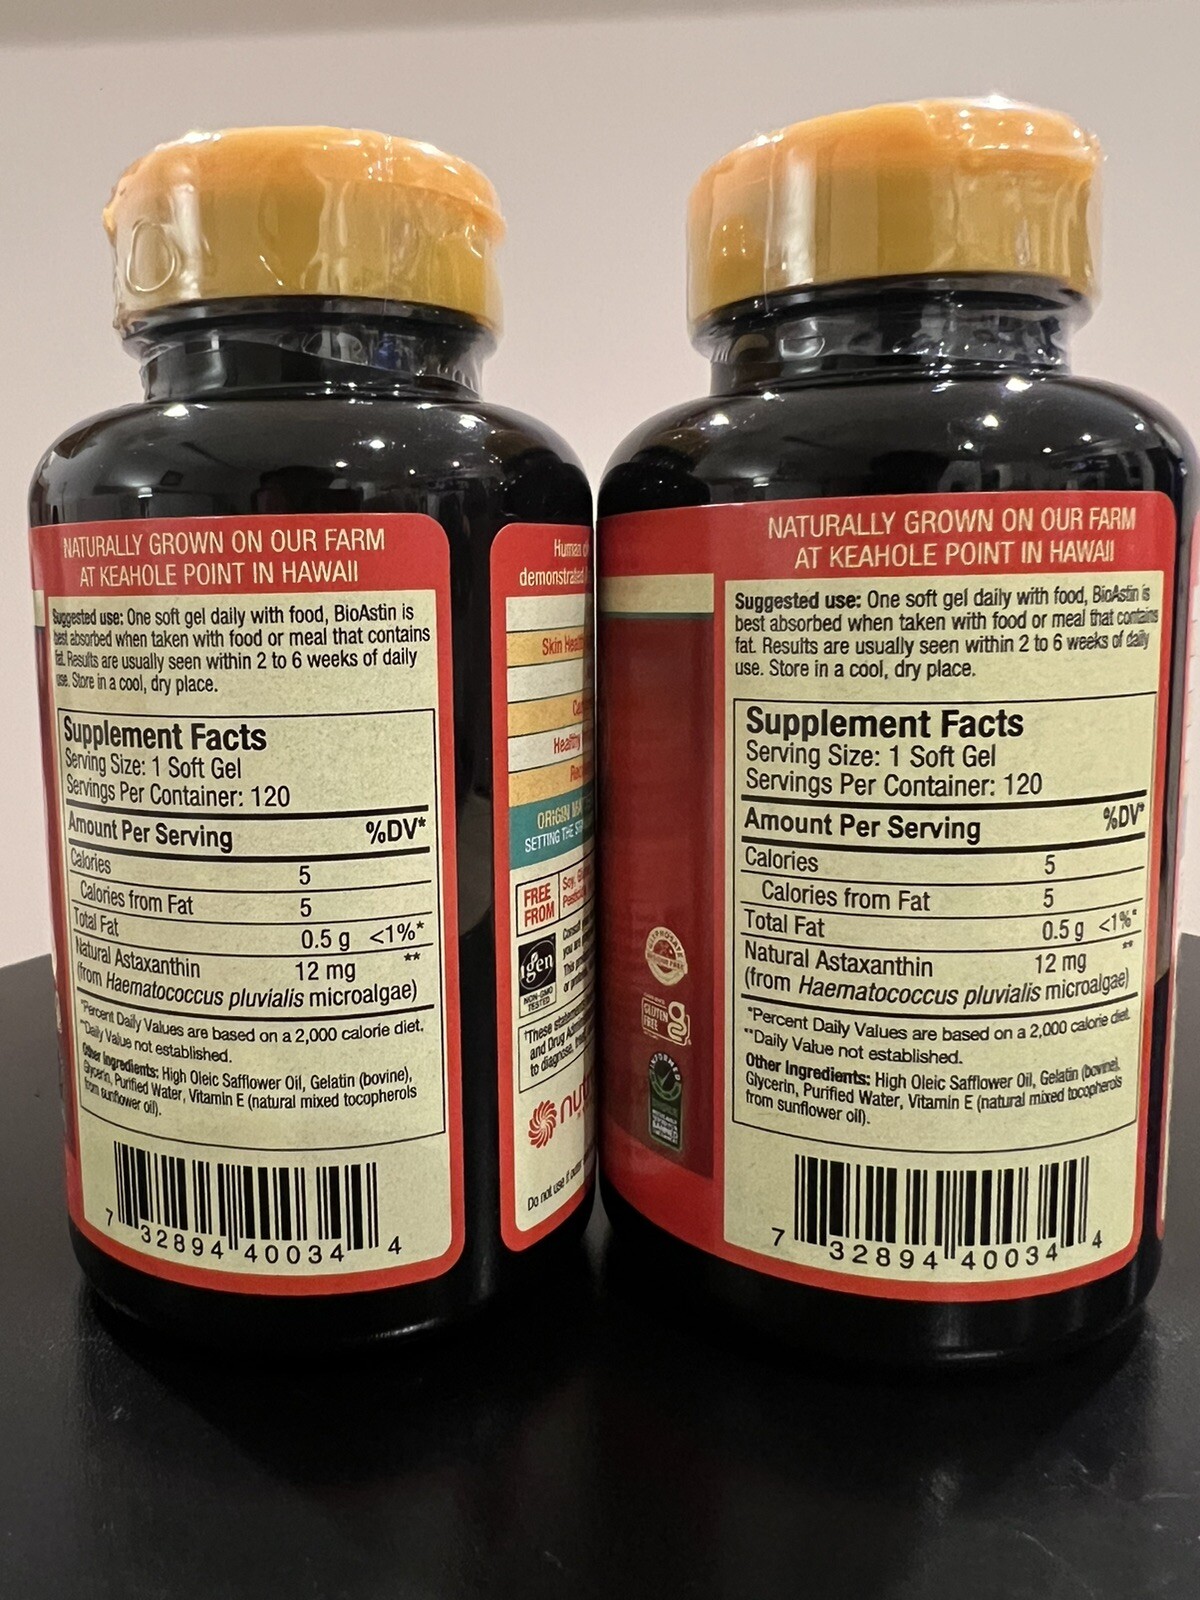 NATURALLY GROWN ON OUR FARM
AT KEAHOLE POINT IN HAWAII
Suggested use: One soft gel daily with food, BioAstin is
best absorbed when taken with food or meal that contains
fat. Results are usually seen within 2 to 6 weeks of daily
use. Store in a cool, dry place.
Supplement Facts
Serving Size: 1 Soft Gel
Servings Per Container: 120
Amount Per Serving %DV*
Calories 5
Calories from Fat 5
Total Fat 0.5 g <1%*
Natural Astaxanthin 12 mg **
(from Haematococcus pluvialis microalgae)
*Percent Daily Values are based on a 2,000 calorie diet.
**Daily Value not established.
Other Ingredients: High Oleic Safflower Oil, Gelatin (bovine),
Glycerin, Purified Water, Vitamin E (natural mixed tocopherols
from sunflower oil).
7 32894 40034 4
Human
demonstrated
Skin Health
Healthy
ORIGIN
SETTING THE
FREE
FROM
Soy,
igen
NON-GMO
TESTED
Consult
you are
This
or
†These statements
and Drug
to diagnose,
Do not use if
NATURALLY GROWN ON OUR FARM
AT KEAHOLE POINT IN HAWAII
Suggested use: One soft gel daily with food, BioAstin is
best absorbed when taken with food or meal that contains
fat. Results are usually seen within 2 to 6 weeks of daily
use. Store in a cool, dry place.
Supplement Facts
Serving Size: 1 Soft Gel
Servings Per Container: 120
Amount Per Serving %DV*
Calories 5
Calories from Fat 5
Total Fat 0.5 g <1%*
Natural Astaxanthin 12 mg **
(from Haematococcus pluvialis microalgae)
*Percent Daily Values are based on a 2,000 calorie diet.
**Daily Value not established.
Other Ingredients: High Oleic Safflower Oil, Gelatin (bovine),
Glycerin, Purified Water, Vitamin E (natural mixed tocopherols
from sunflower oil).
7 32894 40034 4
GLUTEN
FREE
INFORMED